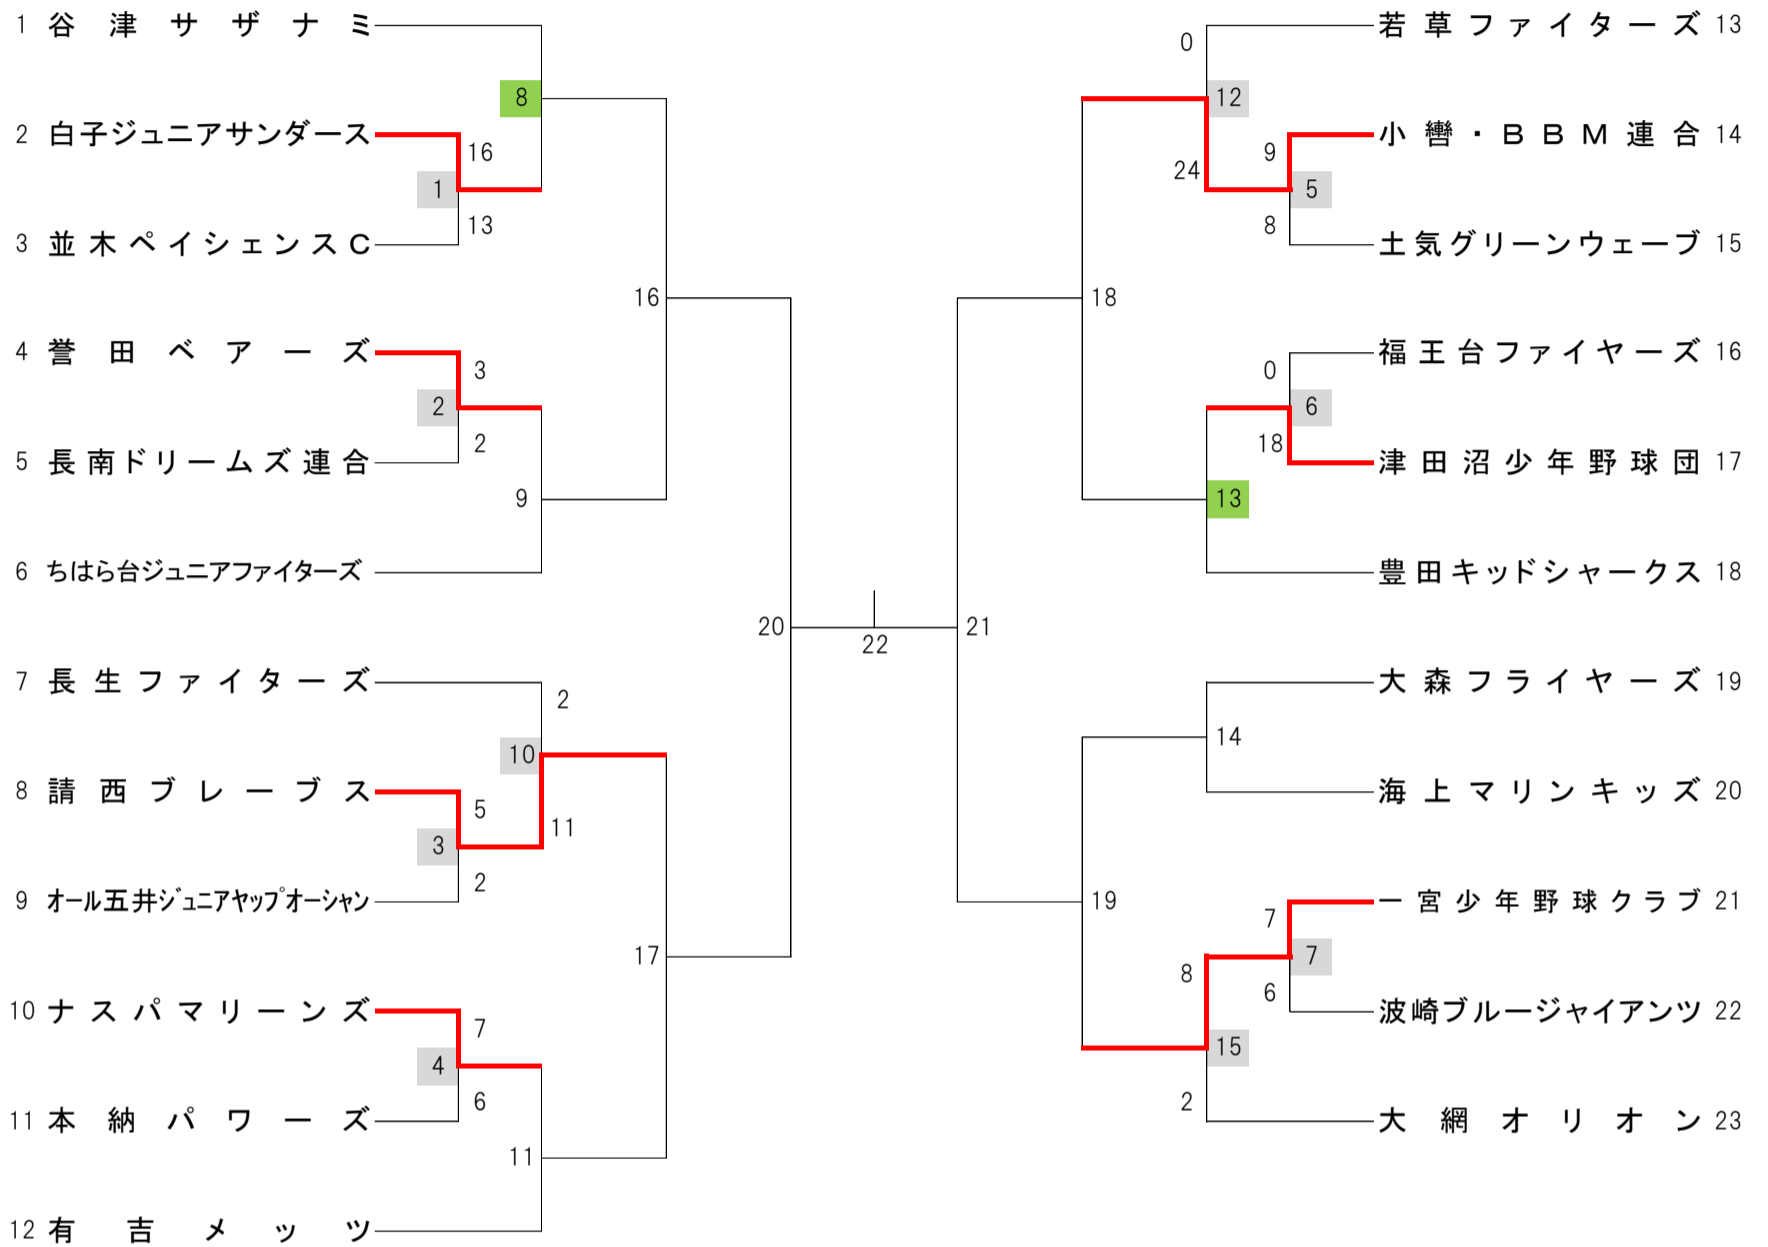 1 谷津サザナミ
8
2 白子ジュニアサンダース
16
1
13
3 並木ペイシェンスC
16
4 誉田ベアーズ
3
2
2
5 長南ドリームズ連合
9
6 ちはら台ジュニアファイターズ
20
7 長生ファイターズ
2
10
8 請西ブレーブス
5
11
3
2
9 オール五井ジュニアヤップオーシャン
17
10 ナスパマリーンズ
7
4
6
11 本納パワーズ
11
12 有吉メッツ
22
若草ファイターズ 13
0
12
小轡・BBM連合 14
9
24
5
8
土気グリーンウェーブ 15
18
福王台ファイヤーズ 16
0
6
18
津田沼少年野球団 17
13
豊田キッドシャークス 18
21
大森フライヤーズ 19
14
海上マリンキッズ 20
19
一宮少年野球クラブ 21
7
7
8
6
波崎ブルージャイアンツ 22
15
2
大網オリオン 23